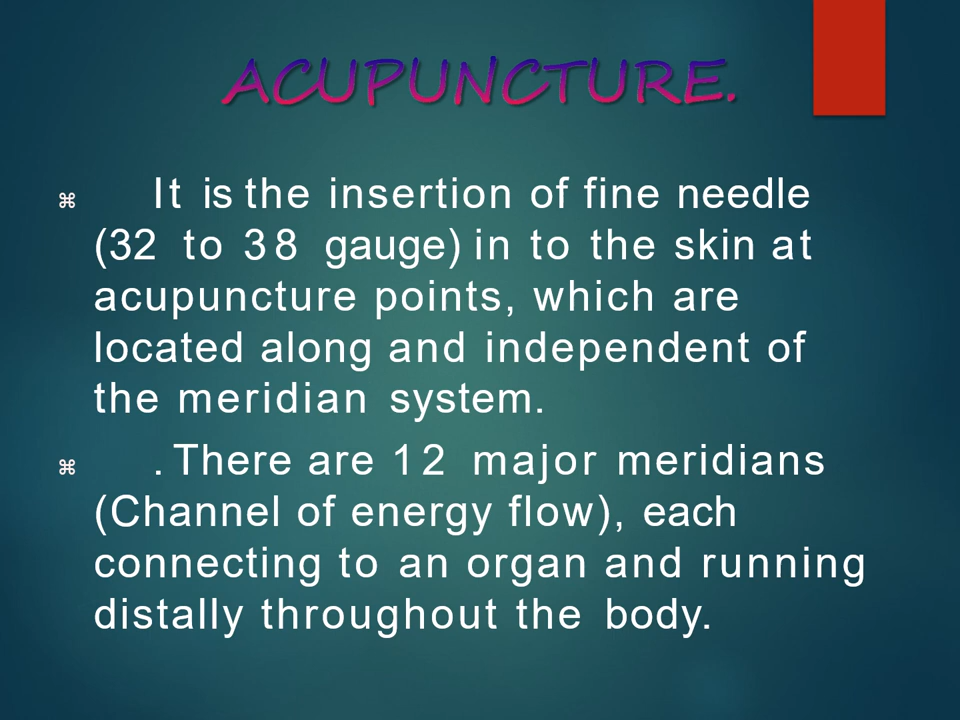 ACUPUNCTURE.
⌘ It is the insertion of fine needle
(32 to 38 gauge) in to the skin at
acupuncture points, which are
located along and independent of
the meridian system.
⌘ . There are 12 major meridians
(Channel of energy flow), each
connecting to an organ and running
distally throughout the body.